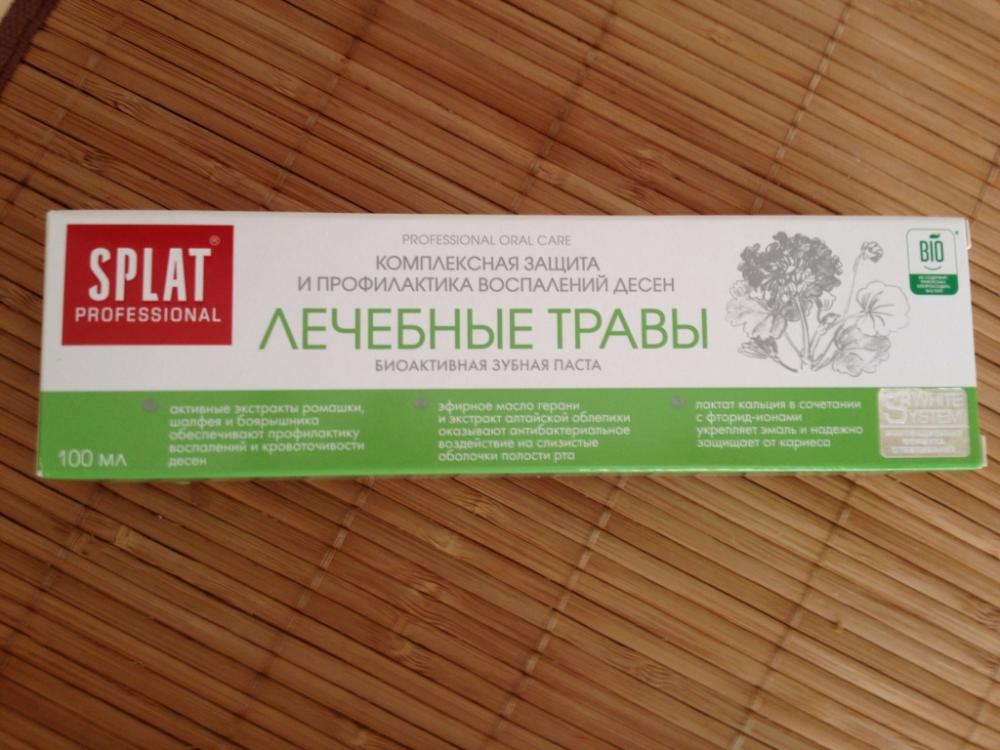 SPLAT®
PROFESSIONAL
PROFESSIONAL ORAL CARE
КОМПЛЕКСНАЯ ЗАЩИТА
И ПРОФИЛАКТИКА ВОСПАЛЕНИЙ ДЕСЕН
ЛЕЧЕБНЫЕ ТРАВЫ
БИОАКТИВНАЯ ЗУБНАЯ ПАСТА
BIO
100 МЛ
активные экстракты ромашки,
шалфея и боярышника
обеспечивают профилактику
воспалений и кровоточивости
десен
эфирное масло герани
и экстракт алтайской облепихи
оказывают антибактериальное
воздействие на слизистые
оболочки полости рта
лактат кальция в сочетании
с фторид-ионами
укрепляет эмаль и надежно
защищает от кариеса
WHITE